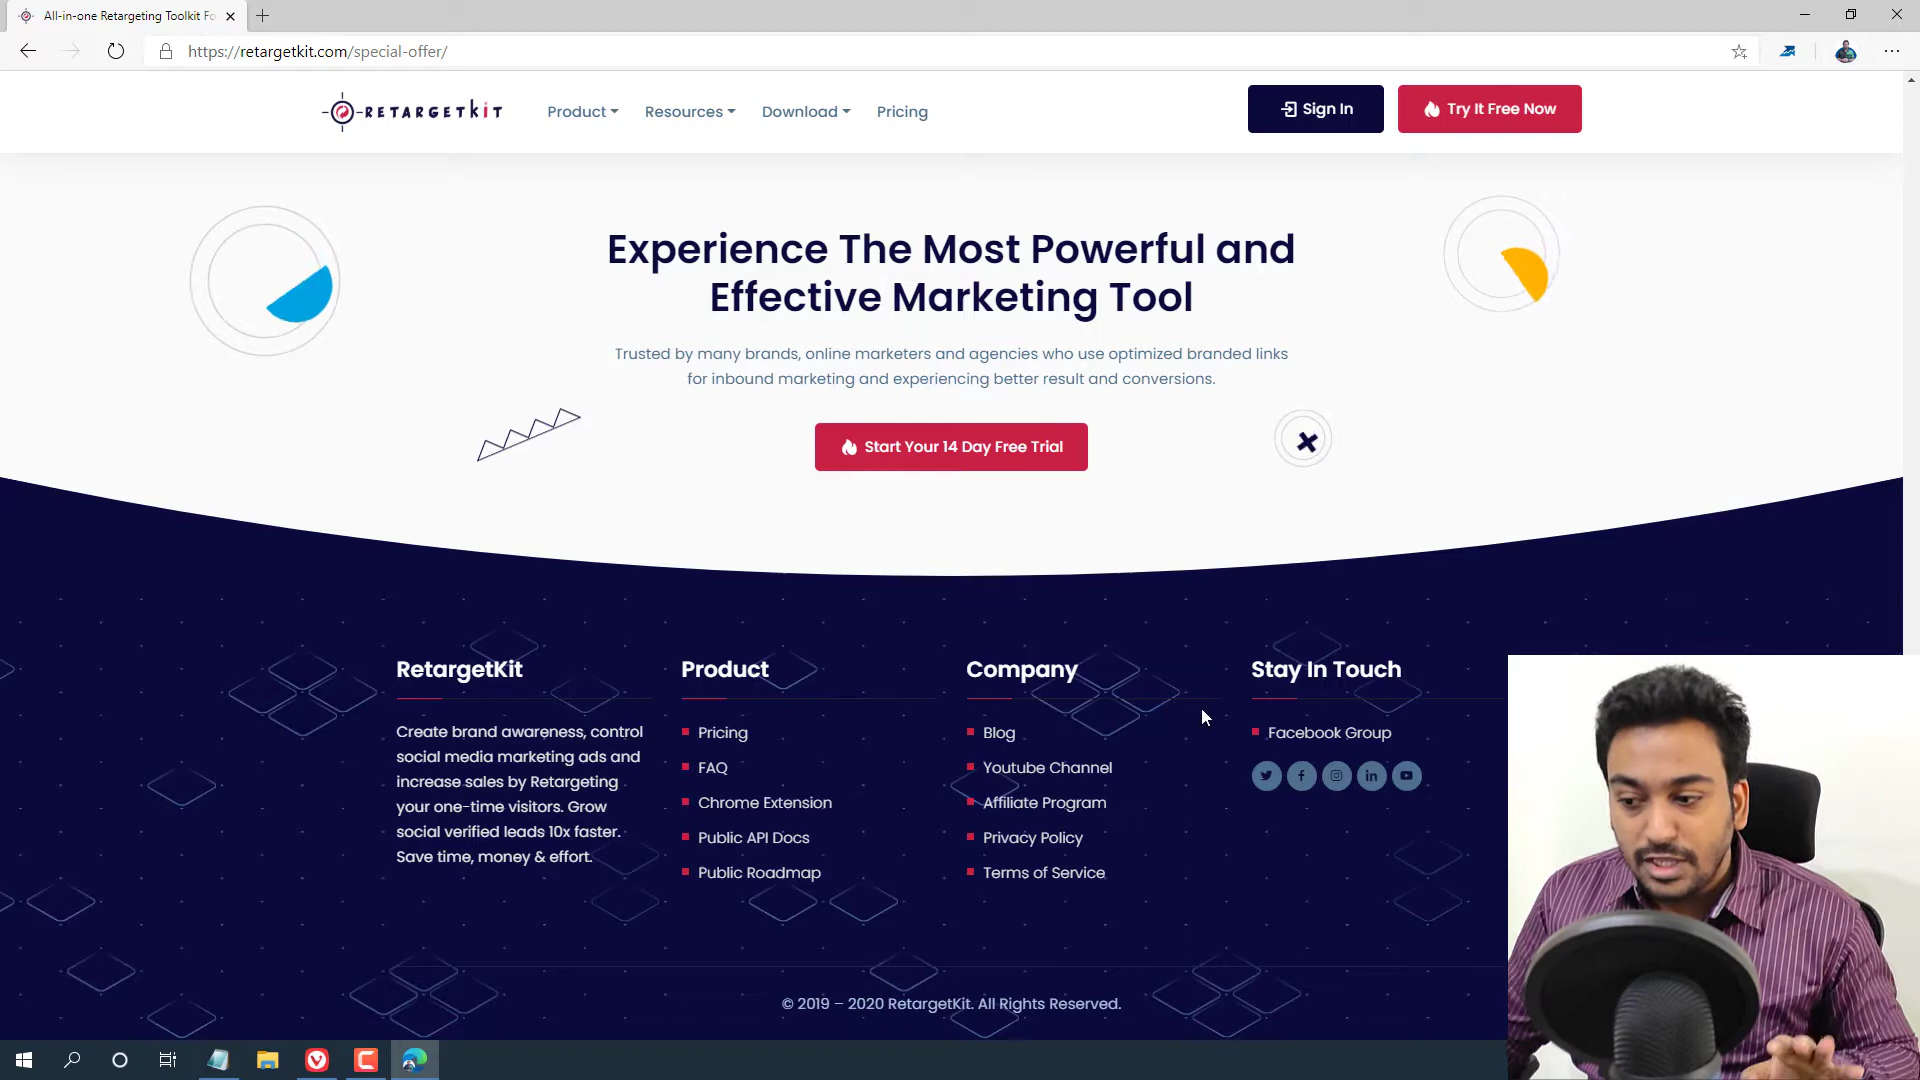 All-in-one Retargeting Toolkit Fo
https://retargetkit.com/special-offer/
RETARGETKIT
Product
Resources
Download
Pricing
Sign In
Try It Free Now
Experience The Most Powerful and
Effective Marketing Tool
Trusted by many brands, online marketers and agencies who use optimized branded links
for inbound marketing and experiencing better result and conversions.
Start Your 14 Day Free Trial
RetargetKit
Create brand awareness, control
social media marketing ads and
increase sales by Retargeting
your one-time visitors. Grow
social verified leads 10x faster.
Save time, money & effort.
Product
Pricing
FAQ
Chrome Extension
Public API Docs
Public Roadmap
Company
Blog
Youtube Channel
Affiliate Program
Privacy Policy
Terms of Service
Stay In Touch
Facebook Group
© 2019 – 2020 RetargetKit. All Rights Reserved.